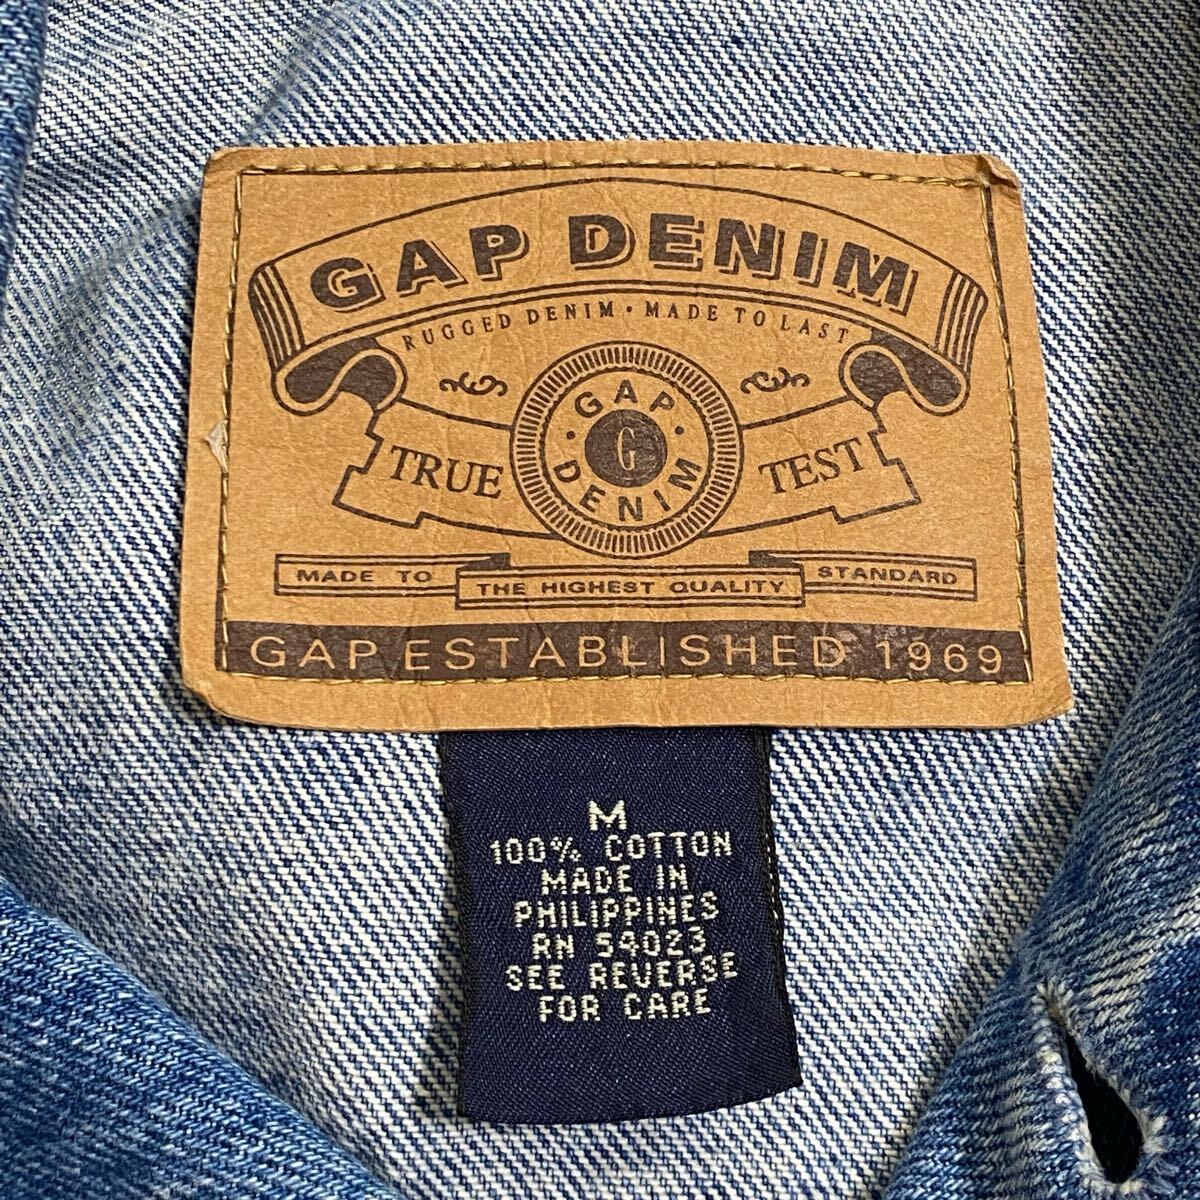 GAP DENIM
RUGGED DENIM · MADE TO LAST
GAP
TRUE G TEST
DENIM
MADE TO THE HIGHEST QUALITY STANDARD
GAP ESTABLISHED 1969
M
100% COTTON
MADE IN
PHILIPPINES
RN 54023
SEE REVERSE
FOR CARE